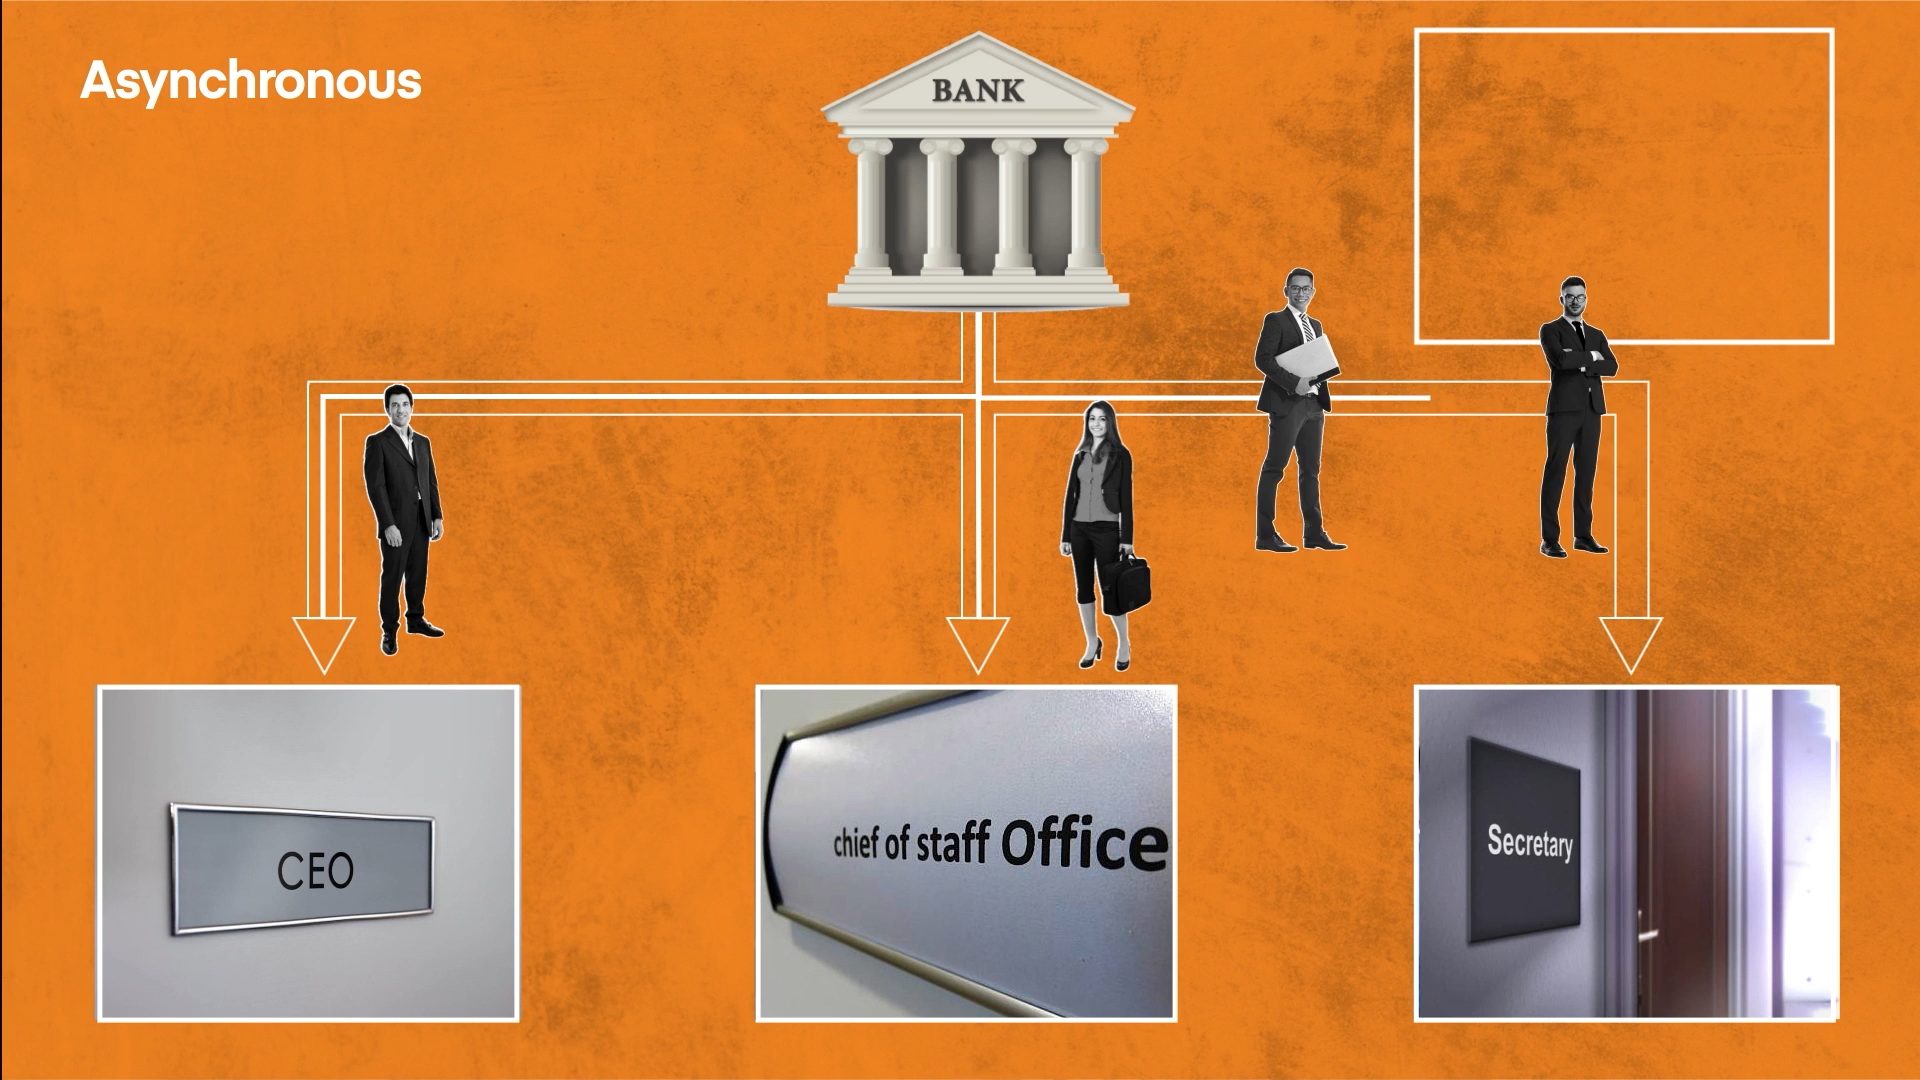 Asynchronous
BANK
CEO
chief of staff Office
Secretary